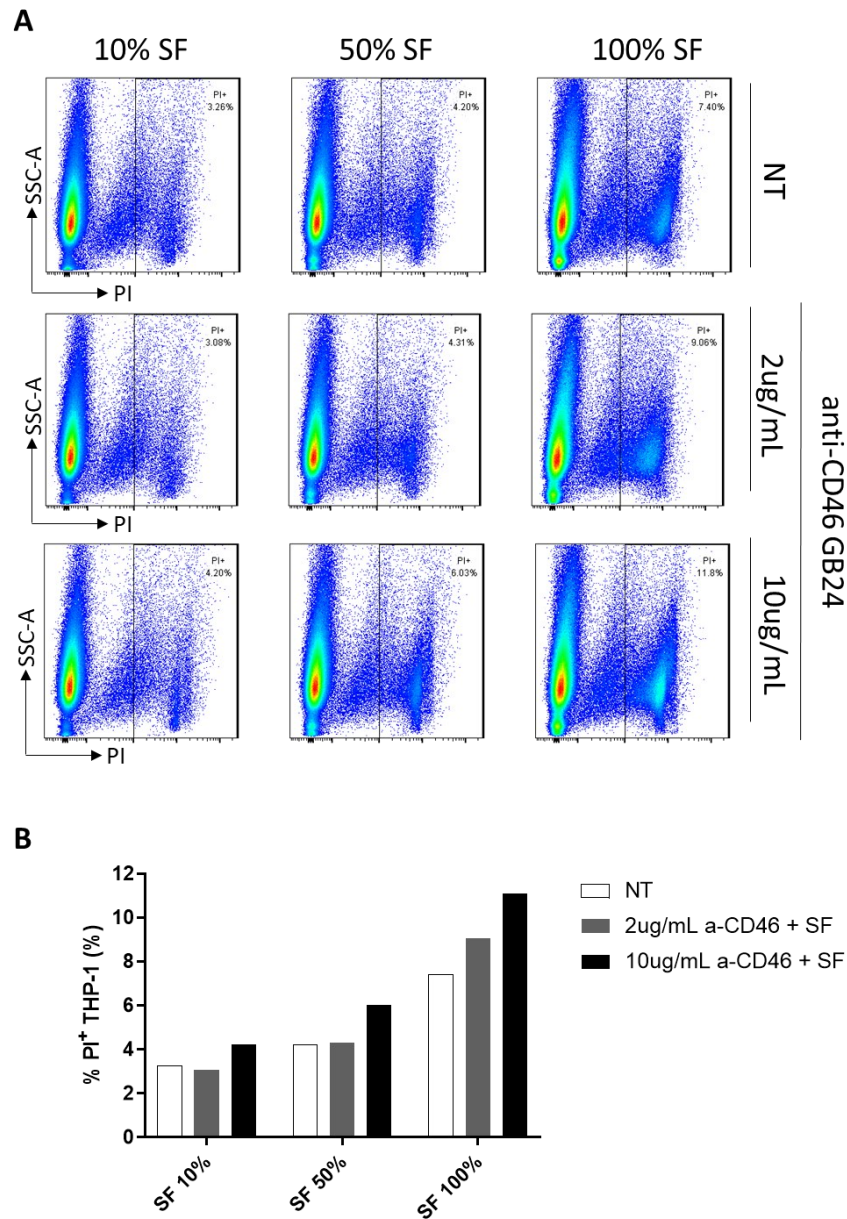 A
10% SF
50% SF
100% SF
PI+
3.26%
PI+
4.20%
PI+
7.40%
SSC-A
PI
NT
PI+
3.08%
PI+
4.31%
PI+
9.06%
SSC-A
PI
2ug/mL
PI+
4.20%
PI+
6.03%
PI+
11.8%
SSC-A
PI
10ug/mL
anti-CD46 GB24
B
% PI+ THP-1 (%)
12
10
8
6
4
2
0
SF 10%
SF 50%
SF 100%
NT
2ug/mL a-CD46 + SF
10ug/mL a-CD46 + SF